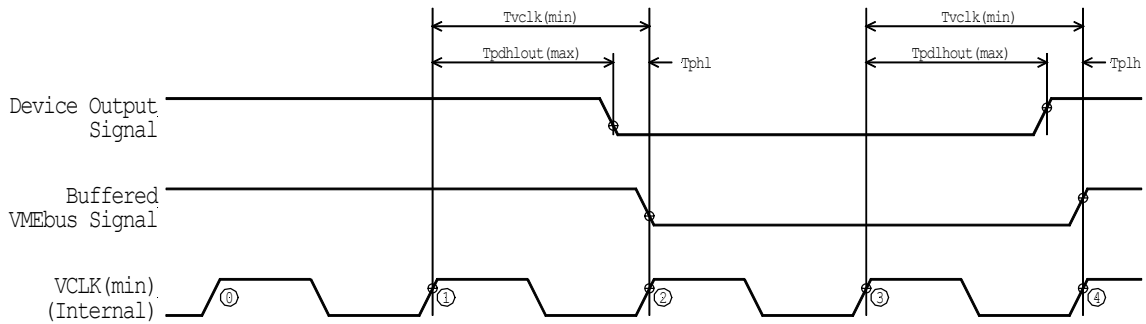 Tvclk(min) Tvclk(min)
Tpdhlout(max) Tphl Tpdlhout(max) Tplh
Device Output
Signal
Buffered
VMEbus Signal
VCLK(min)
(Internal)
0 1 2 3 4